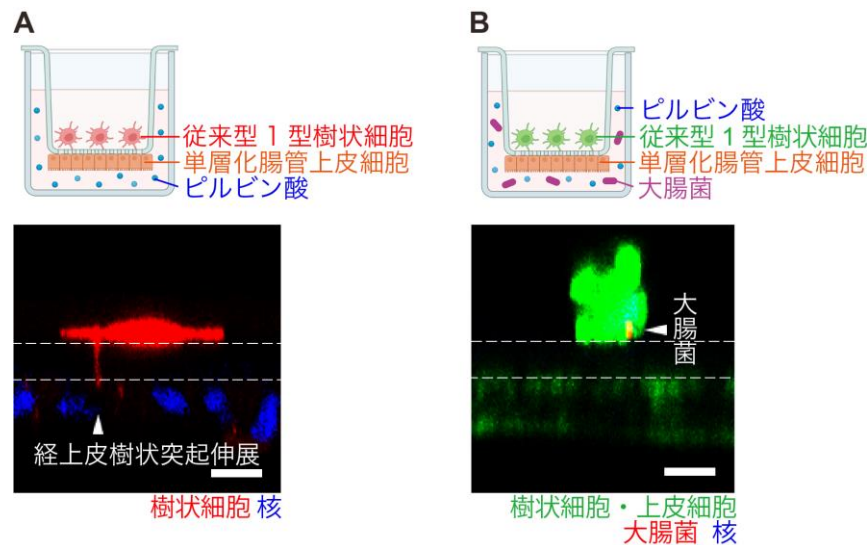 A
従来型1型樹状細胞
単層化腸管上皮細胞
ピルビン酸
経上皮樹状突起伸展
樹状細胞 核
B
ピルビン酸
従来型1型樹状細胞
単層化腸管上皮細胞
大腸菌
大腸菌
樹状細胞・上皮細胞
大腸菌 核